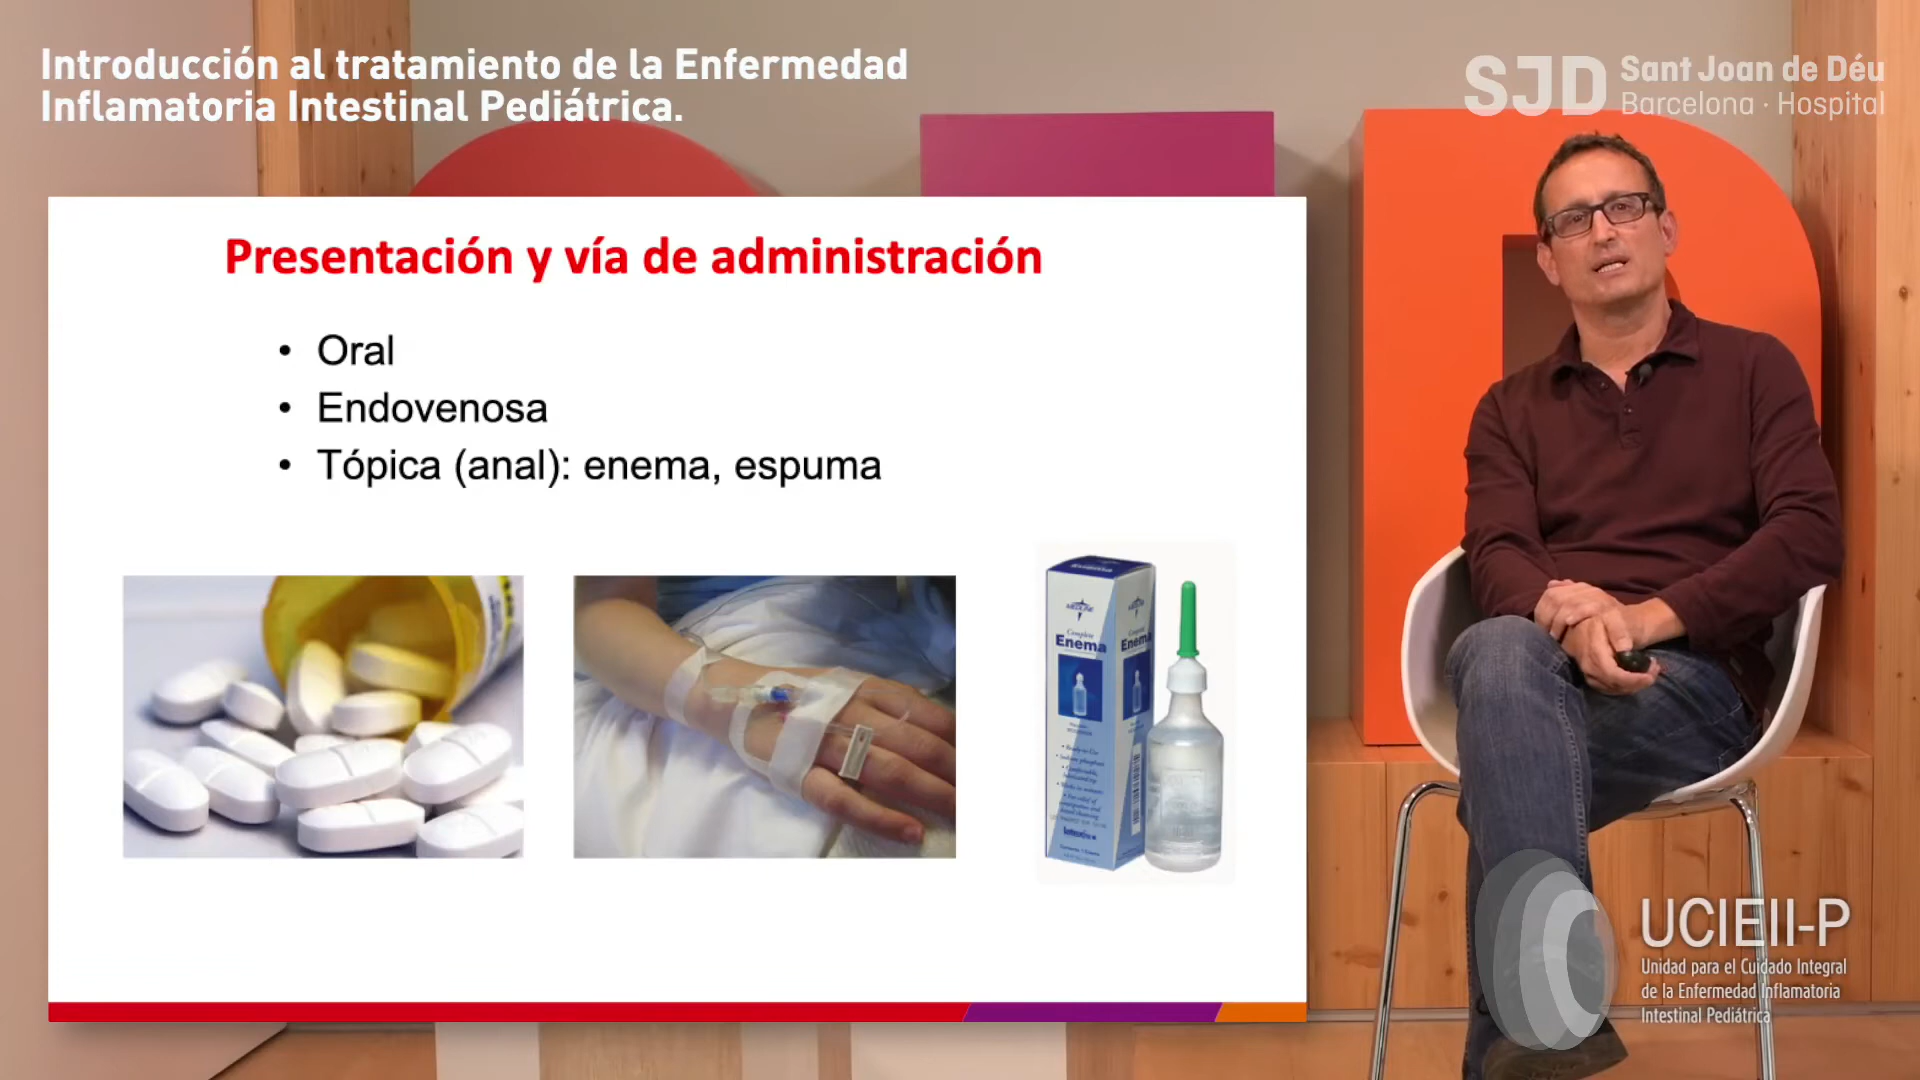 Introducción al tratamiento de la Enfermedad
Inflamatoria Intestinal Pediátrica.
SJD Sant Joan de Déu
Barcelona · Hospital
Presentación y vía de administración
• Oral
• Endovenosa
• Tópica (anal): enema, espuma
MEDLINE
Complete
Enema
Enema
UCIEII-P
Unidad para el Cuidado Integral
de la Enfermedad Inflamatoria
Intestinal Pediátrica